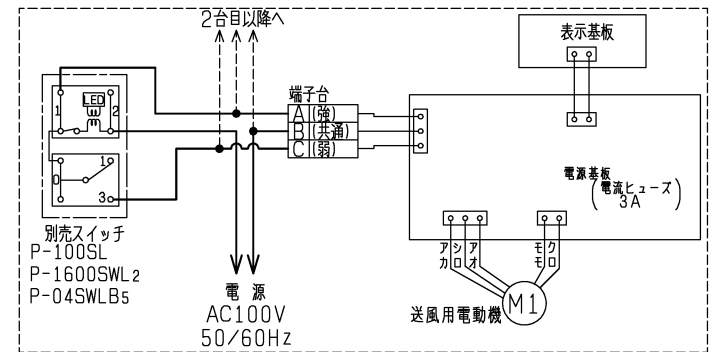 2台目以降へ
表示基板
端子台
LED
1
2
A (強)
B (共通)
C (弱)
1
0
3
電源基板
(電流ヒューズ)
3A
別売スイッチ
P-100SL
P-1600SWL2
P-04SWLB5
アカ
シロ
アオ
モモ
クロ
電 源
AC100V
50/60Hz
送風用電動機
M1